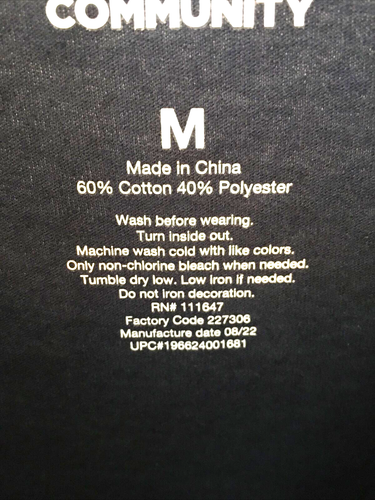 COMMUNITY
M
Made in China
60% Cotton 40% Polyester
Wash before wearing.
Turn inside out.
Machine wash cold with like colors.
Only non-chlorine bleach when needed.
Tumble dry low. Low iron if needed.
Do not iron decoration.
RN# 111647
Factory Code 227306
Manufacture date 08/22
UPC#196624001681